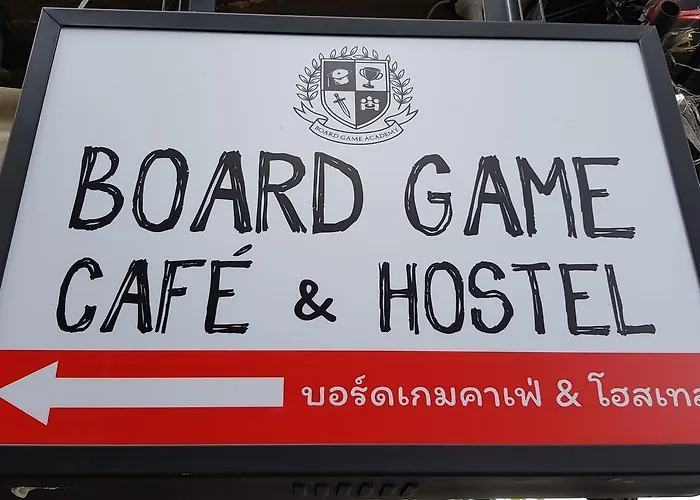 BOARD GAME ACADEMY
BOARD GAME
CAFÉ & HOSTEL
บอร์ดเกมคาเฟ่ & โฮสเทล